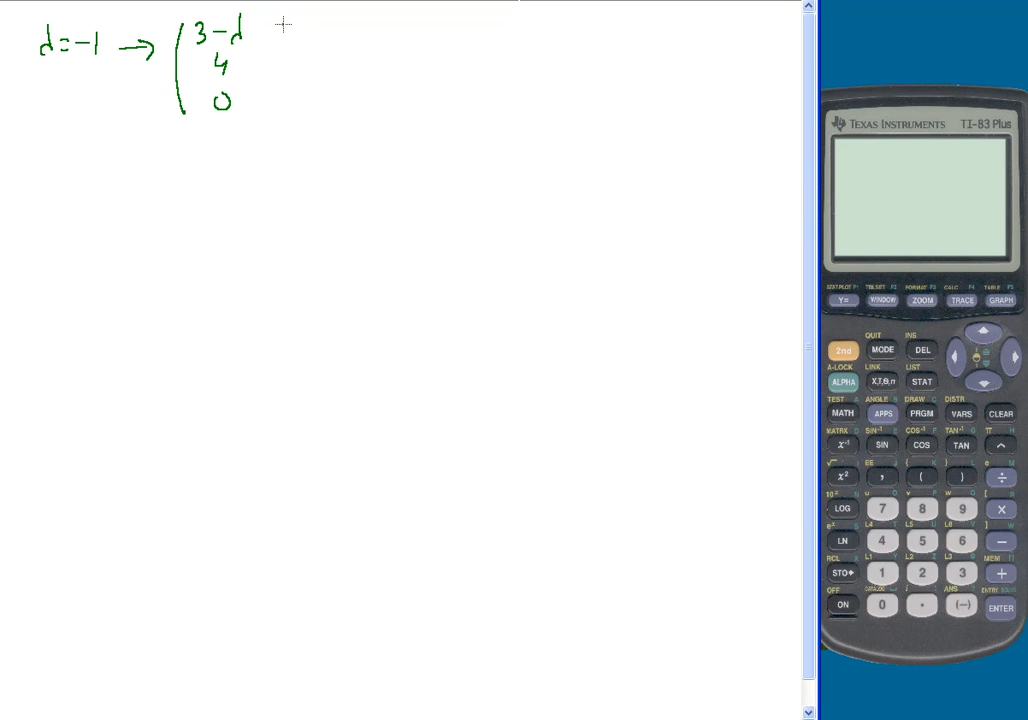 λ=-1 → ( 3-λ
4
0
TEXAS INSTRUMENTS TI-83 Plus
STAT PLOT F1 TBLSET F2 FORMAT F3 CALC F4 TABLE F5
Y= WINDOW ZOOM TRACE GRAPH
QUIT INS
2nd MODE DEL
A-LOCK LINK LIST
ALPHA X,T,θ,n STAT
TEST A ANGLE B DRAW C DISTR
MATH APPS PRGM VARS CLEAR
MATRX D SIN⁻¹ E COS⁻¹ F TAN⁻¹ G π H
x⁻¹ SIN COS TAN ^
√ I EE J { K } L e M
x² , ( ) ÷
10ˣ N u O v P w Q [ R
LOG 7 8 9 ×
eˣ S L4 T L5 U L6 V ] W
LN 4 5 6 −
RCL X L1 Y L2 Z L3 θ MEM "
STO▸ 1 2 3 +
OFF CATALOG i ANS ? ENTRY SOLVE
ON 0 . (−) ENTER